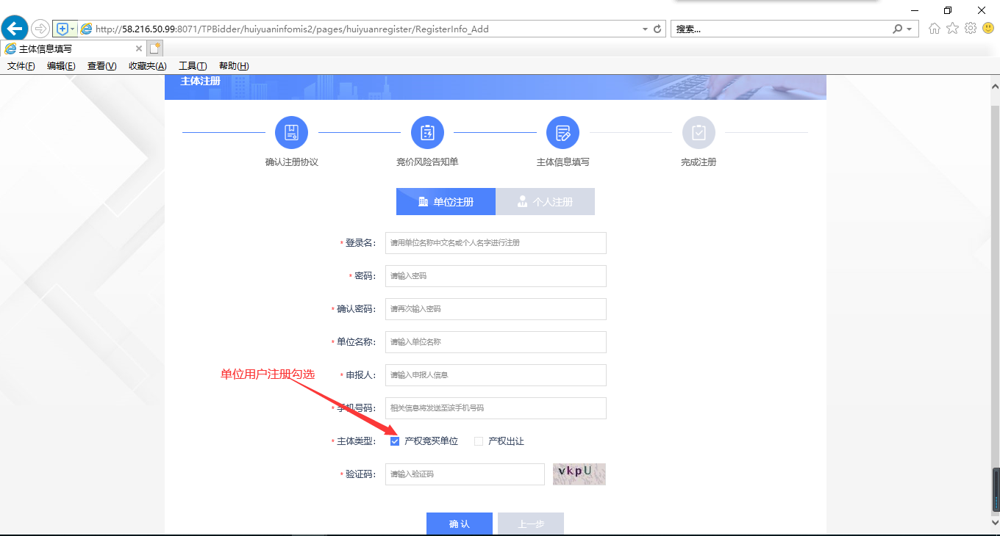 http://58.216.50.99:8071/TPBidder/huiyuaninfomis2/pages/huiyuanregister/RegisterInfo_Add
搜索...
主体信息填写
文件(F) 编辑(E) 查看(V) 收藏夹(A) 工具(T) 帮助(H)
主体注册
确认注册协议 竞价风险告知单 主体信息填写 完成注册
单位注册 个人注册
* 登录名: 请用单位名称中文名或个人名字进行注册
* 密码: 请输入密码
* 确认密码: 请再次输入密码
* 单位名称: 请输入单位名称
单位用户注册勾选
* 申报人: 请输入申报人信息
* 手机号码: 相关信息将发送至该手机号码
* 主体类型: 产权竞买单位 产权出让
* 验证码: 请输入验证码 vkpU
确 认 上一步